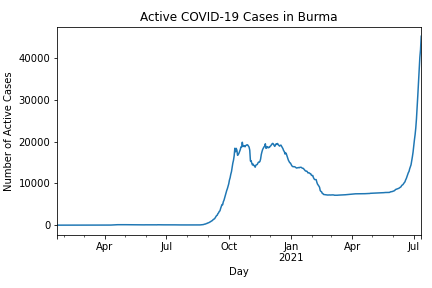 Active COVID-19 Cases in Burma
Number of Active Cases
40000
30000
20000
10000
0
Apr
Jul
Oct
Jan
2021
Apr
Jul
Day